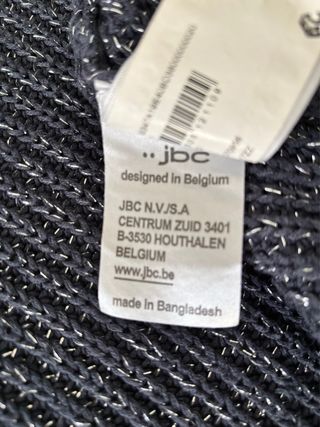 jbc
designed in Belgium
JBC N.V./S.A
CENTRUM ZUID 3401
B-3530 HOUTHALEN
BELGIUM
www.jbc.be
made in Bangladesh